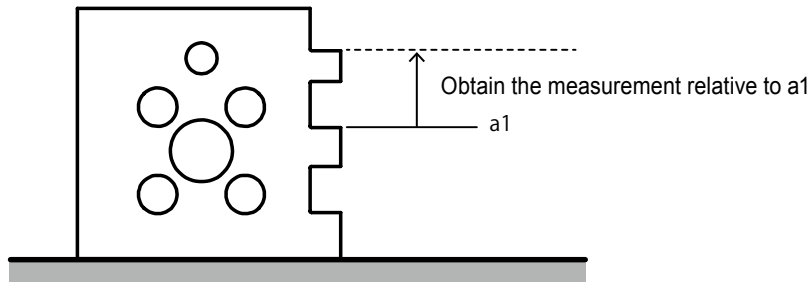 Obtain the measurement relative to a1
a1